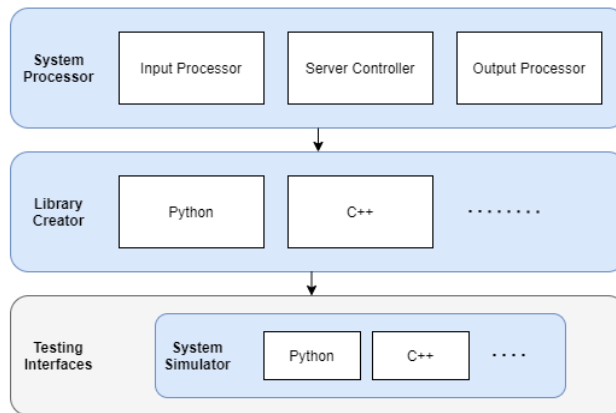 System
Processor
Input Processor
Server Controller
Output Processor
Library
Creator
Python
C++
........
Testing
Interfaces
System
Simulator
Python
C++
....